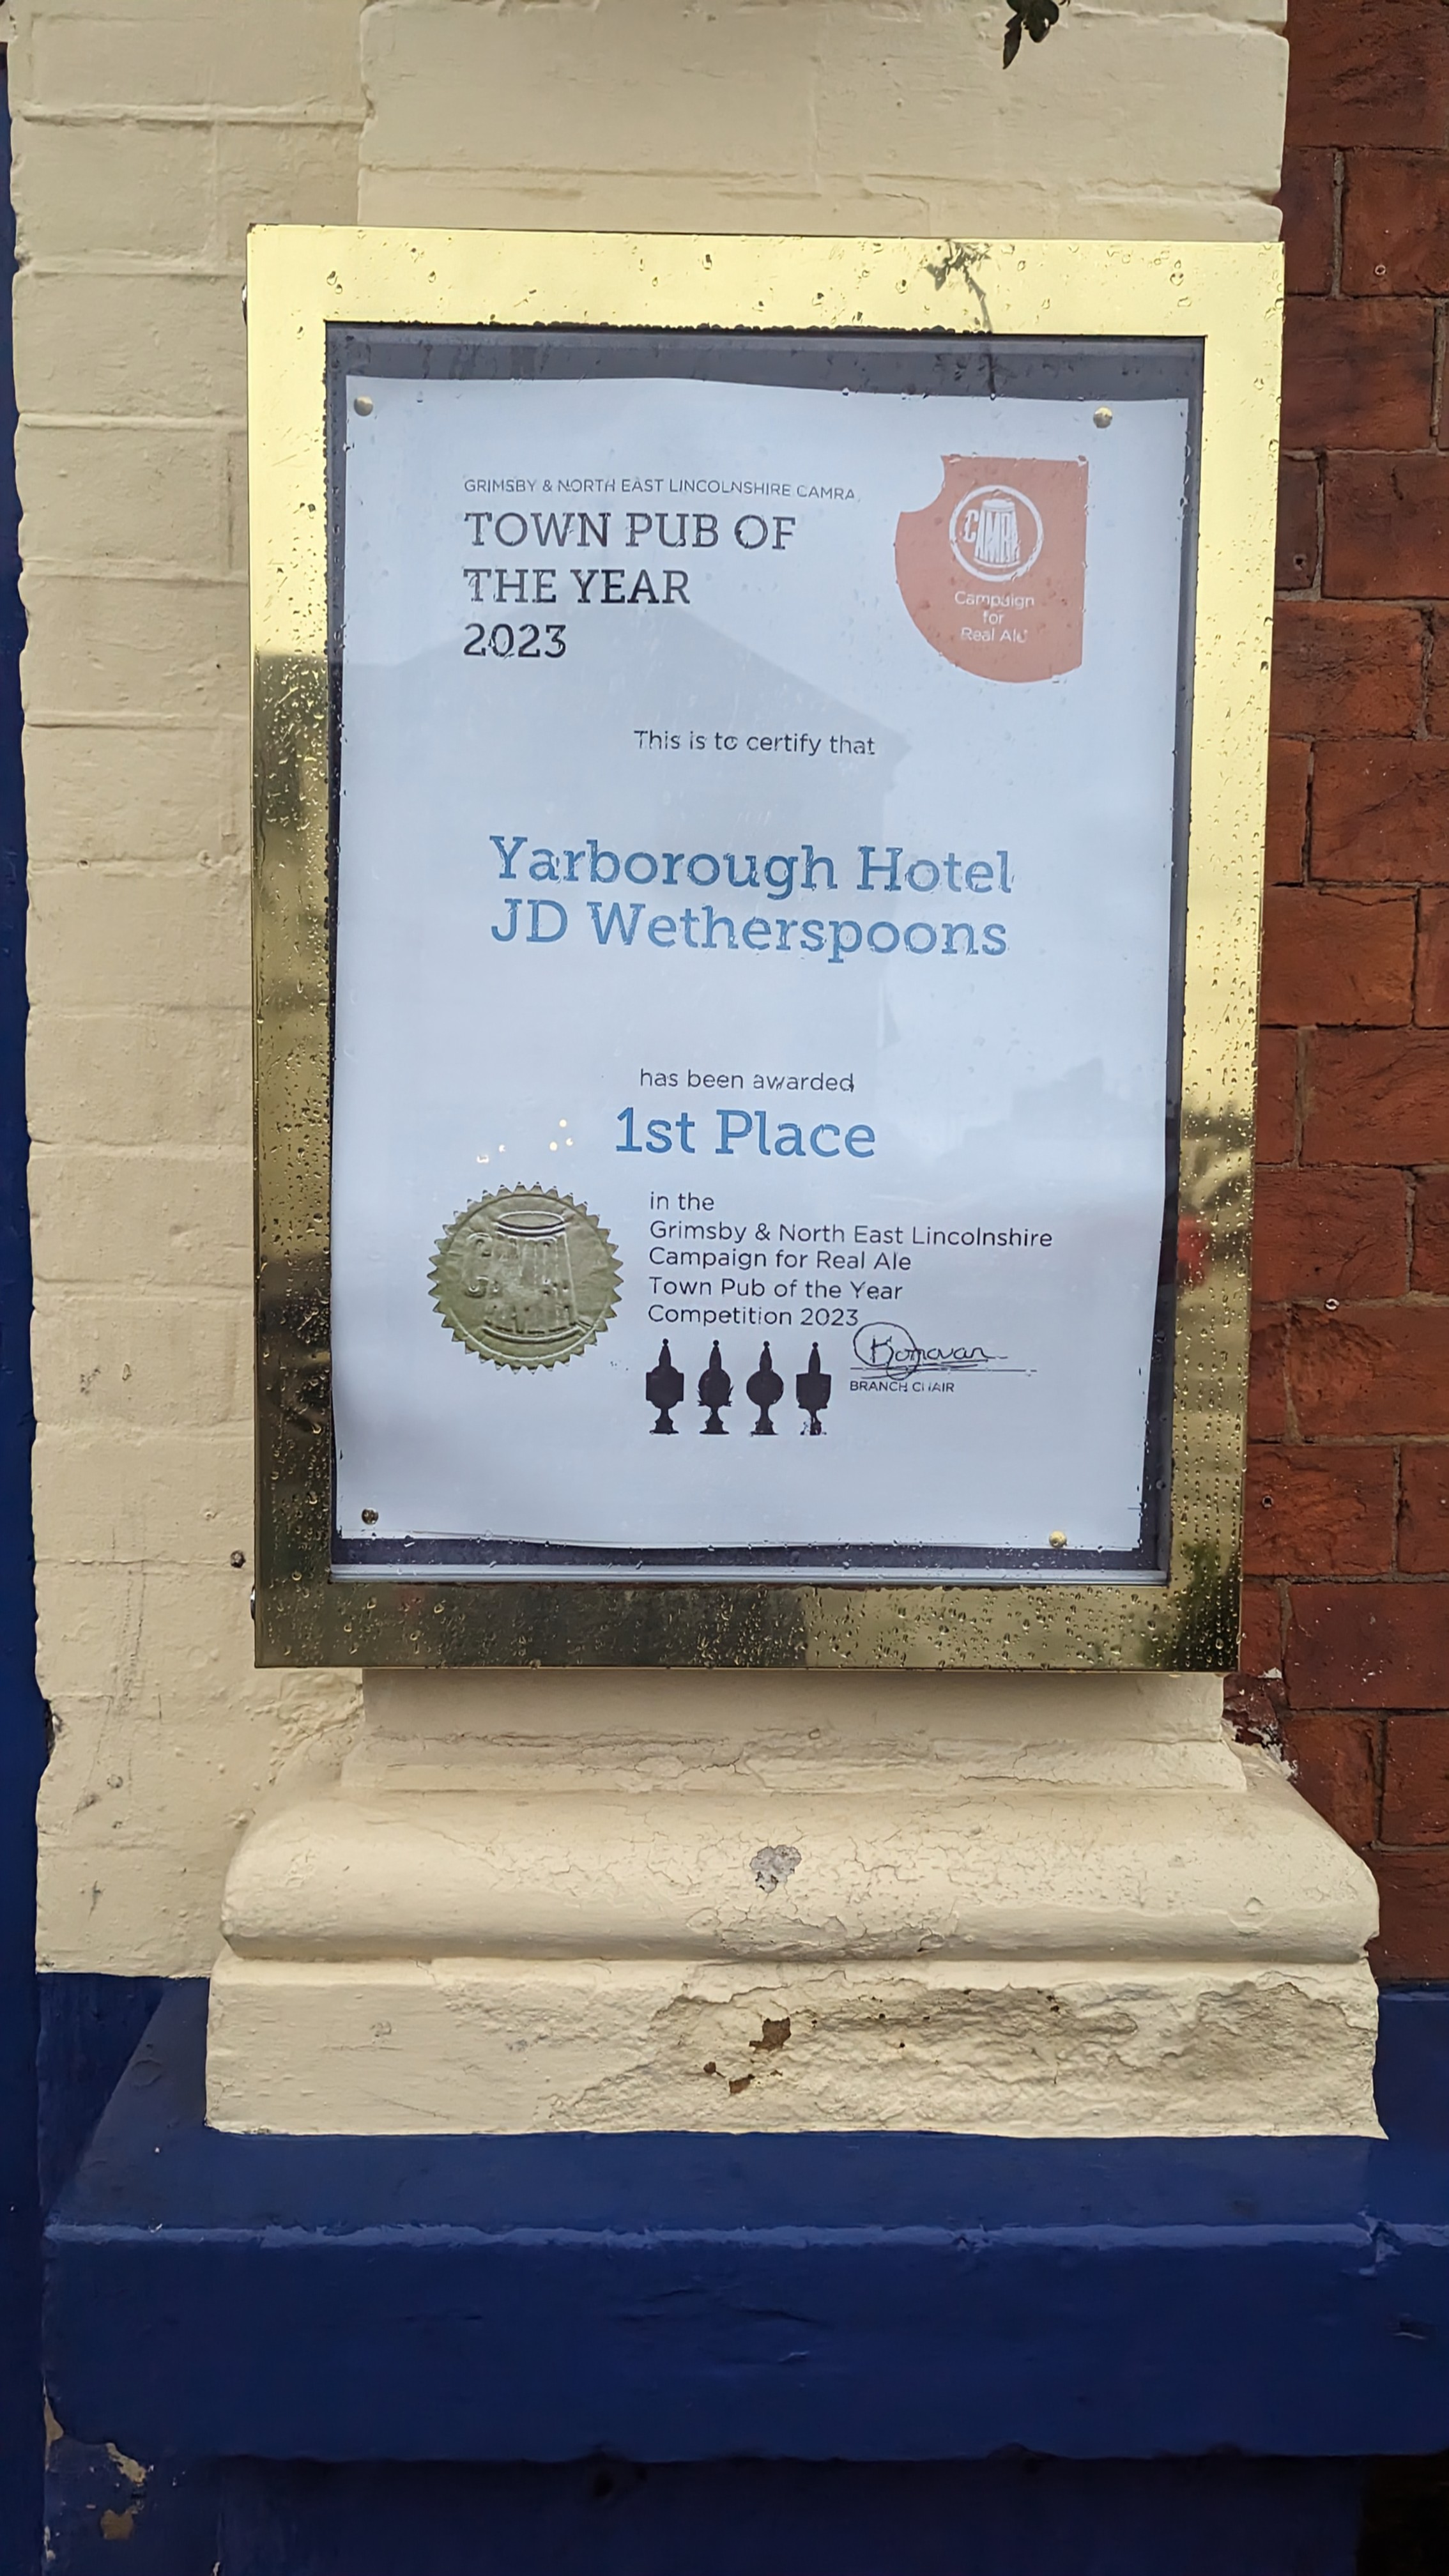 GRIMSBY & NORTH EAST LINCOLNSHIRE CAMRA
TOWN PUB OF
THE YEAR
2023
CAMRA
Campaign
for
Real Ale
This is to certify that
Yarborough Hotel
JD Wetherspoons
has been awarded
1st Place
in the
Grimsby & North East Lincolnshire
Campaign for Real Ale
Town Pub of the Year
Competition 2023
KDonovan
BRANCH CHAIR